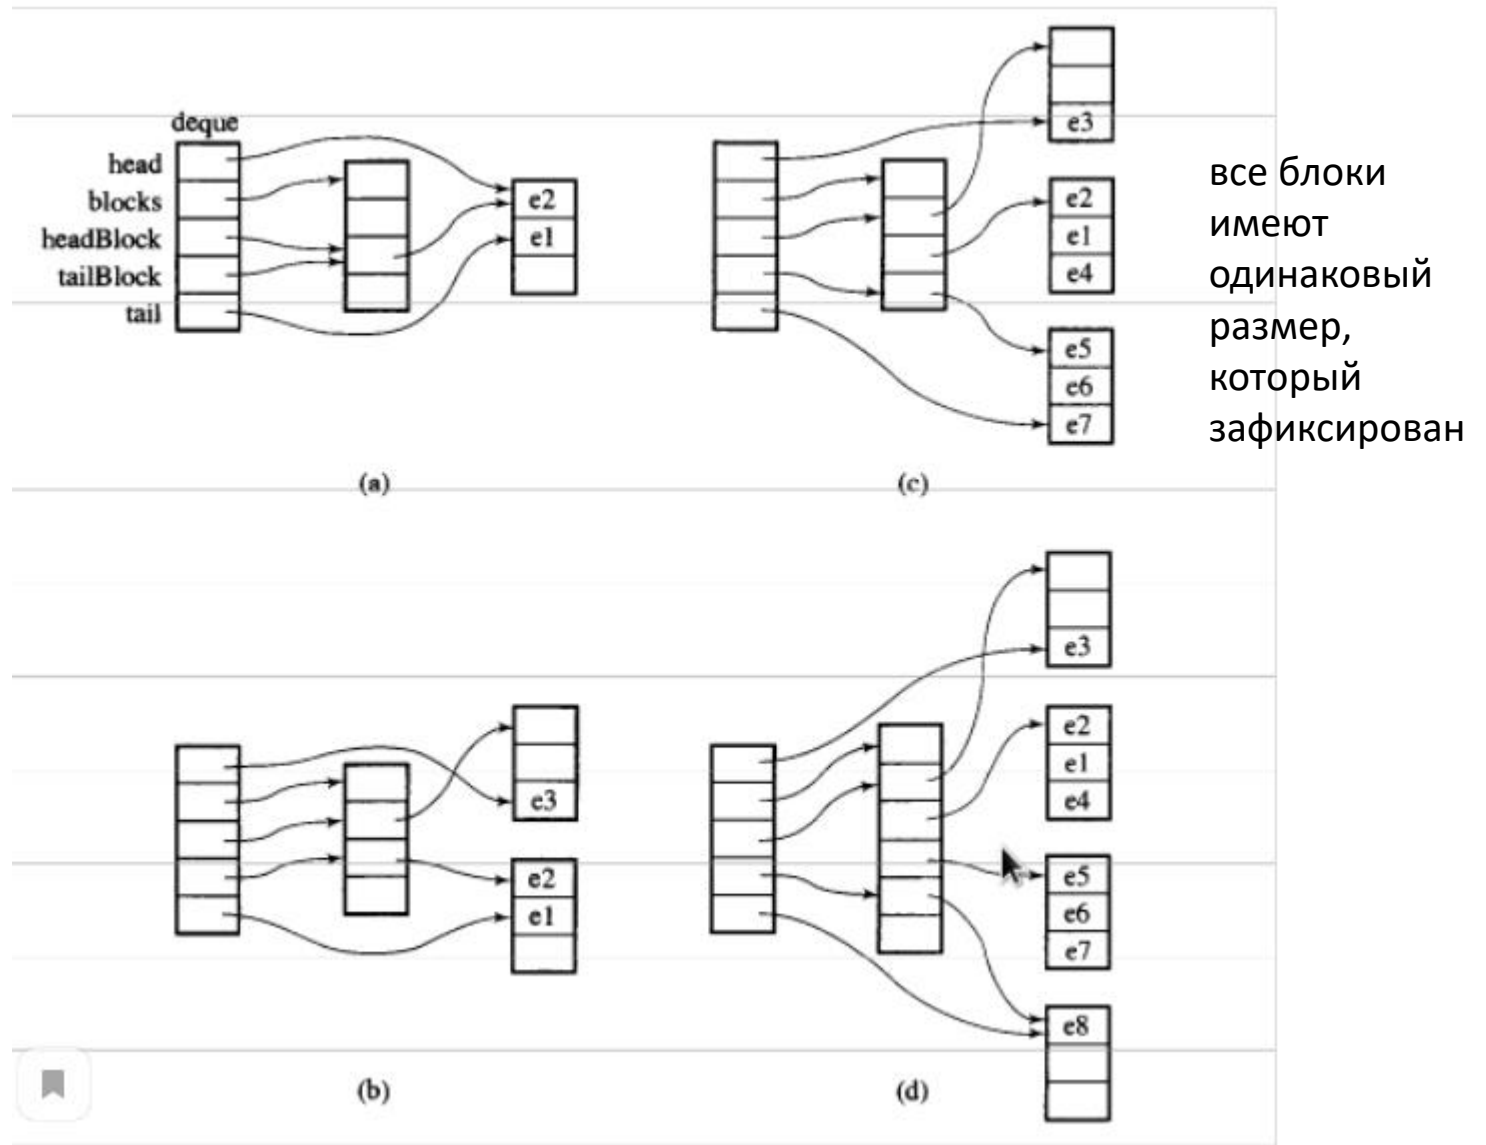 deque
head
blocks
headBlock
tailBlock
tail
e2
e1
(a)
e3
e2
e1
e4
e5
e6
e7
(c)
все блоки
имеют
одинаковый
размер,
который
зафиксирован
e3
e2
e1
(b)
e3
e2
e1
e4
e5
e6
e7
e8
(d)